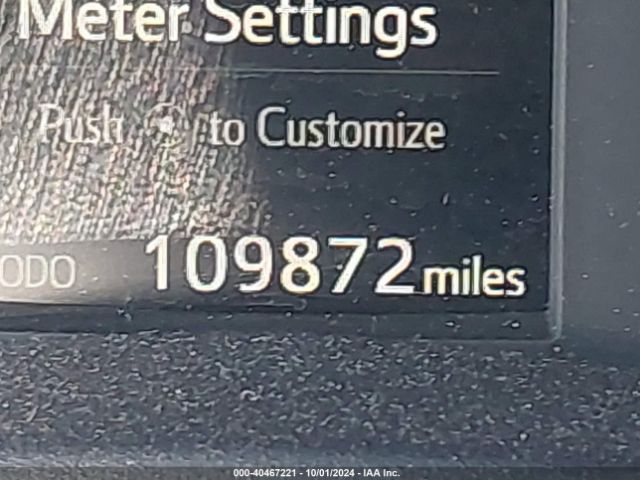 Meter Settings
Push to Customize
ODO 109872 miles
000-40467221 - 10/01/2024 - IAA Inc.